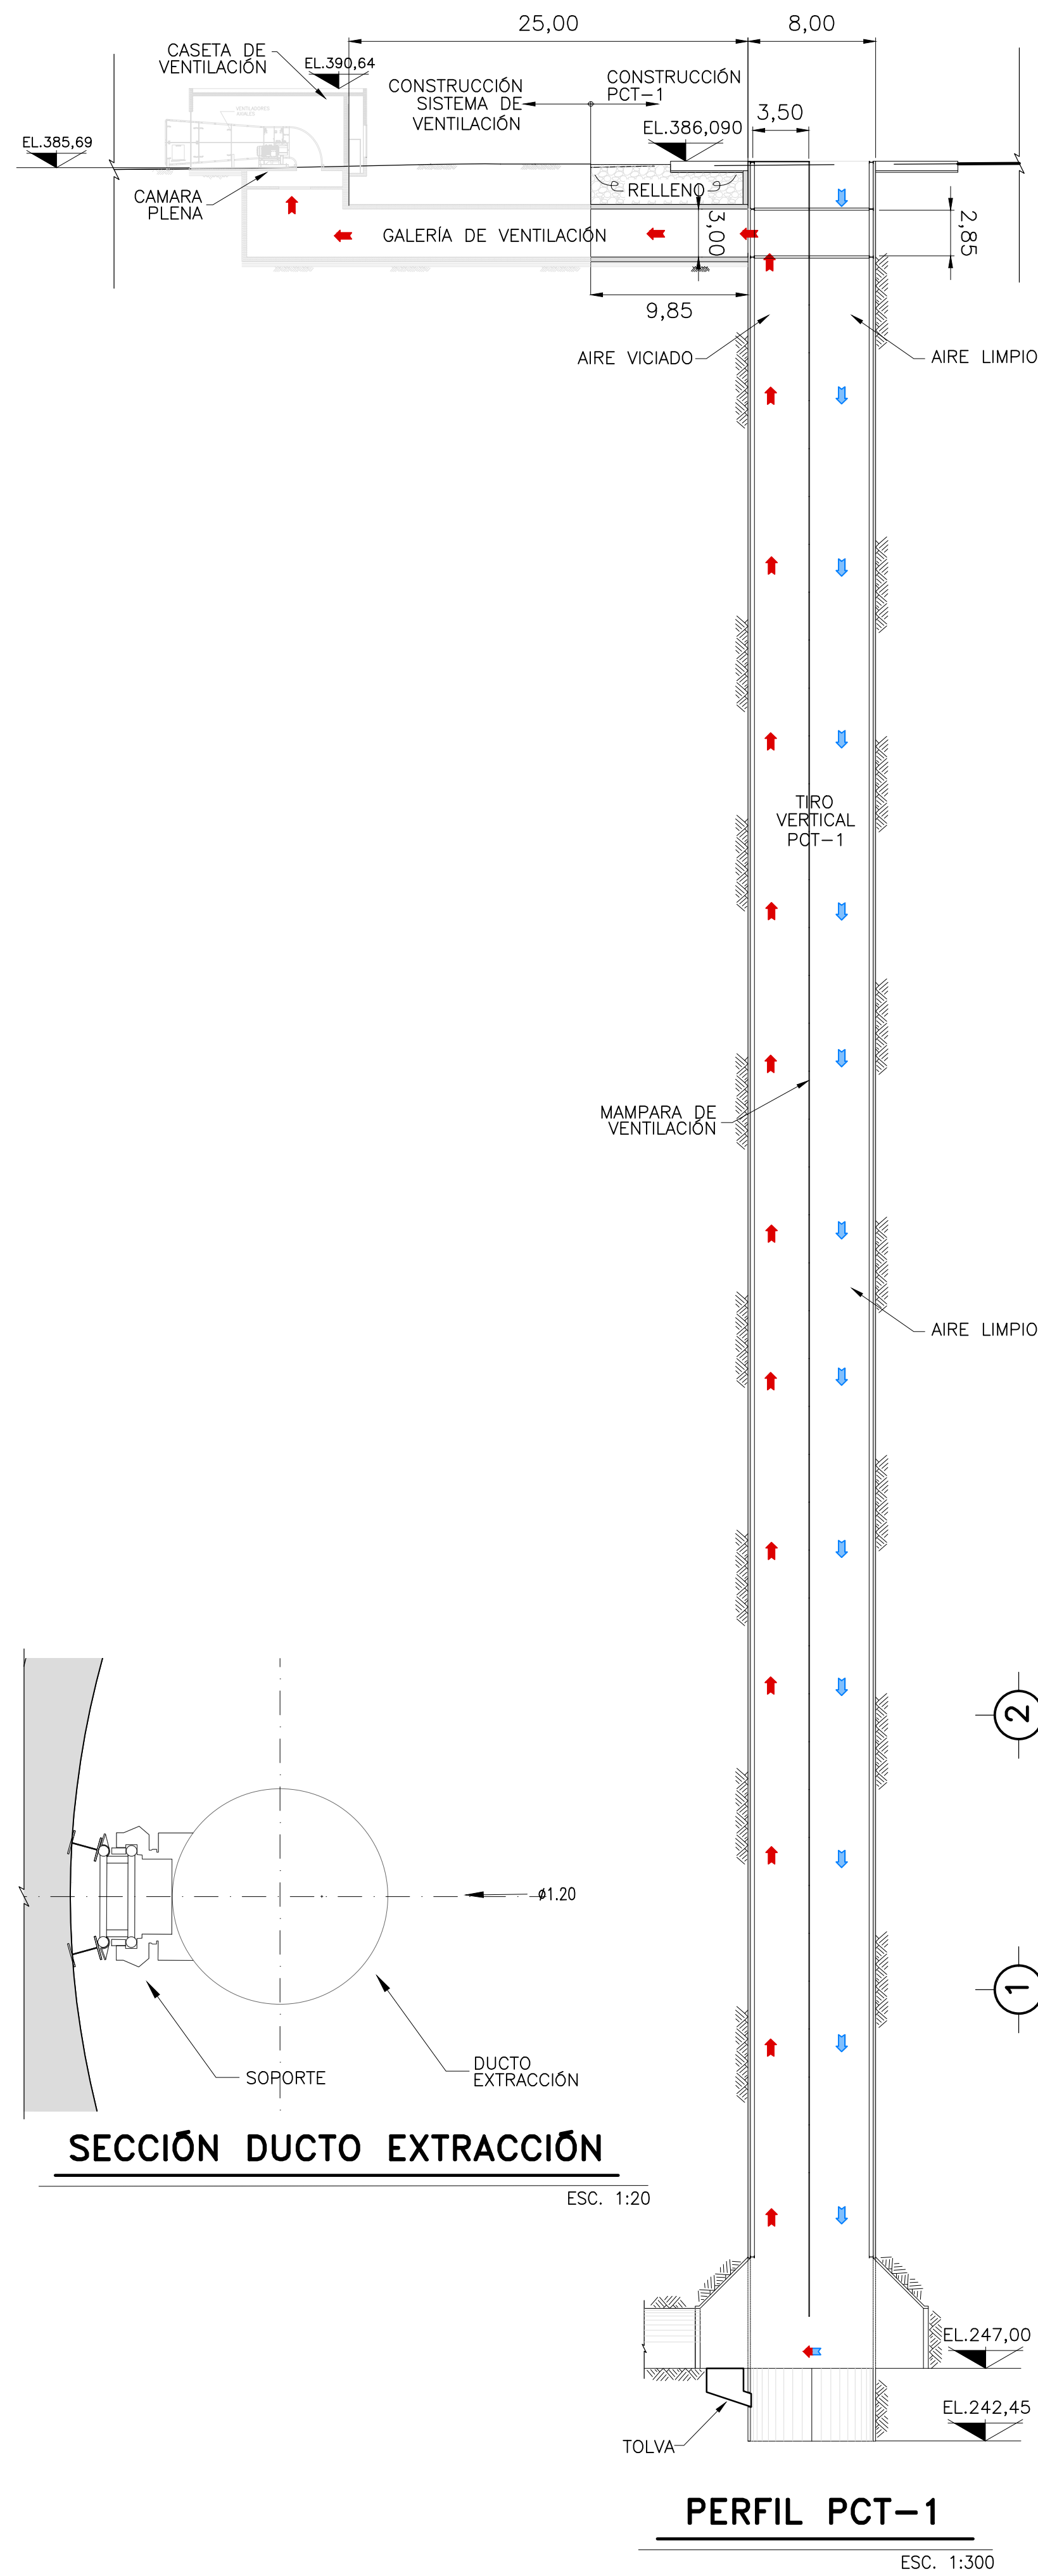 25,00
8,00
CASETA DE
VENTILACIÓN
EL.390,64
CONSTRUCCIÓN
SISTEMA DE
VENTILACIÓN
CONSTRUCCIÓN
PCT-1
3,50
EL.385,69
EL.386,090
VENTILADORES
AXIALES
CAMARA
PLENA
RELLENO
GALERÍA DE VENTILACIÓN
3,00
2,85
9,85
AIRE VICIADO
AIRE LIMPIO
TIRO
VERTICAL
PCT-1
MAMPARA DE
VENTILACIÓN
AIRE LIMPIO
2
ø1.20
1
SOPORTE
DUCTO
EXTRACCIÓN
SECCIÓN DUCTO EXTRACCIÓN
ESC. 1:20
EL.247,00
EL.242,45
TOLVA
PERFIL PCT-1
ESC. 1:300